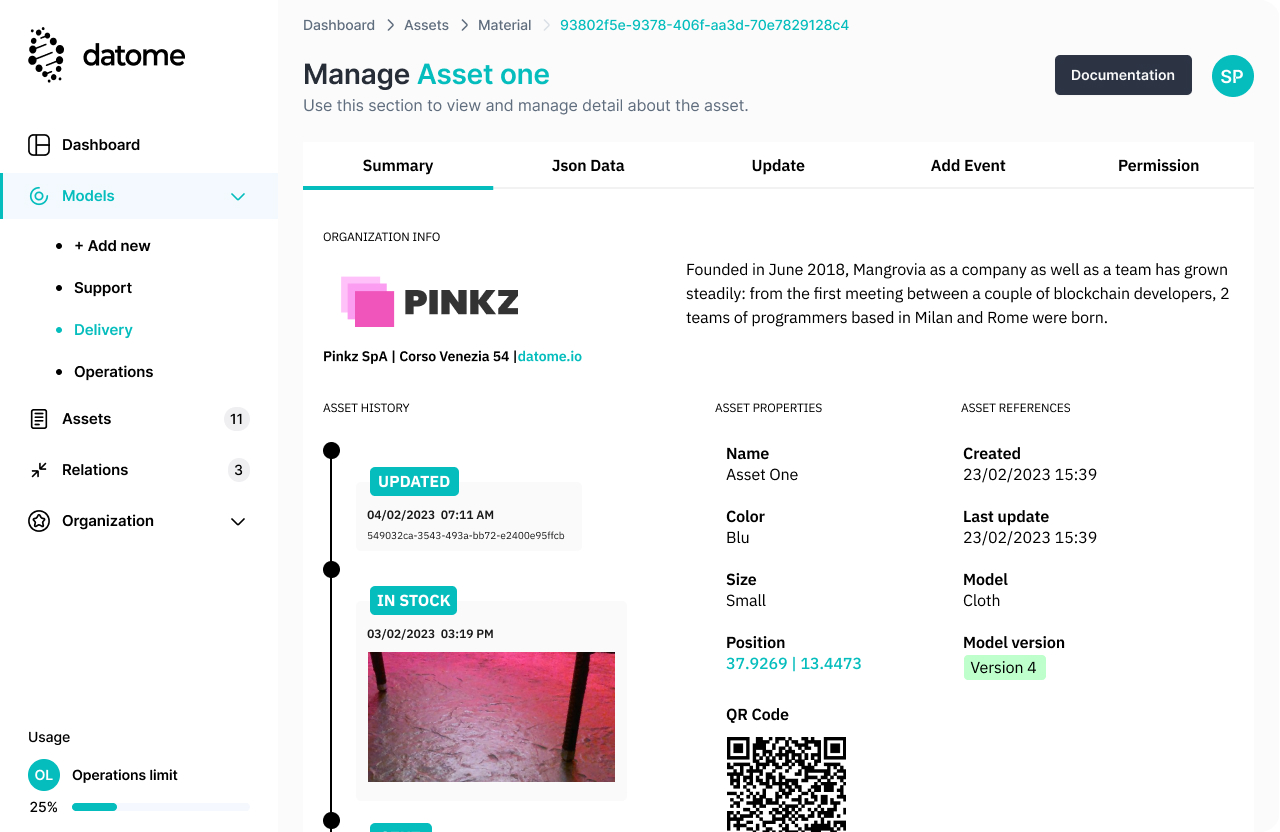 datome
Dashboard
Models
+ Add new
Support
Delivery
Operations
Assets 11
Relations 3
Organization
Usage
OL Operations limit
25%
Dashboard > Assets > Material > 93802f5e-9378-406f-aa3d-70e7829128c4
Manage Asset one
Use this section to view and manage detail about the asset.
Documentation
SP
Summary Json Data Update Add Event Permission
ORGANIZATION INFO
PINKZ
Pinkz SpA | Corso Venezia 54 |datome.io
Founded in June 2018, Mangrovia as a company as well as a team has grown
steadily: from the first meeting between a couple of blockchain developers, 2
teams of programmers based in Milan and Rome were born.
ASSET HISTORY
UPDATED
04/02/2023 07:11 AM
549032ca-3543-493a-bb72-e2400e95ffcb
IN STOCK
03/02/2023 03:19 PM
ASSET PROPERTIES
Name
Asset One
Color
Blu
Size
Small
Position
37.9269 | 13.4473
QR Code
ASSET REFERENCES
Created
23/02/2023 15:39
Last update
23/02/2023 15:39
Model
Cloth
Model version
Version 4